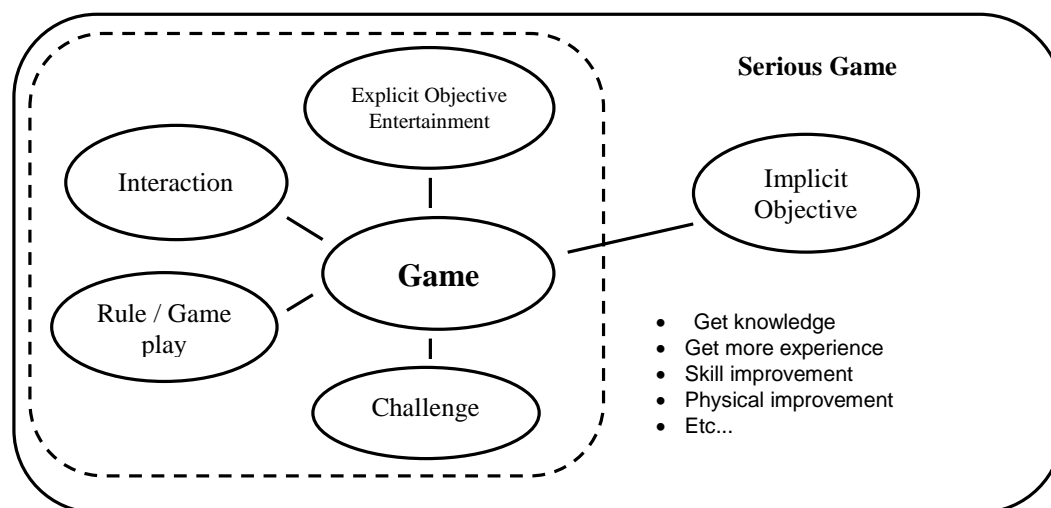 Serious Game
Explicit Objective
Entertainment
Interaction
Implicit
Objective
Game
Rule / Game
play
Challenge
• Get knowledge
• Get more experience
• Skill improvement
• Physical improvement
• Etc...